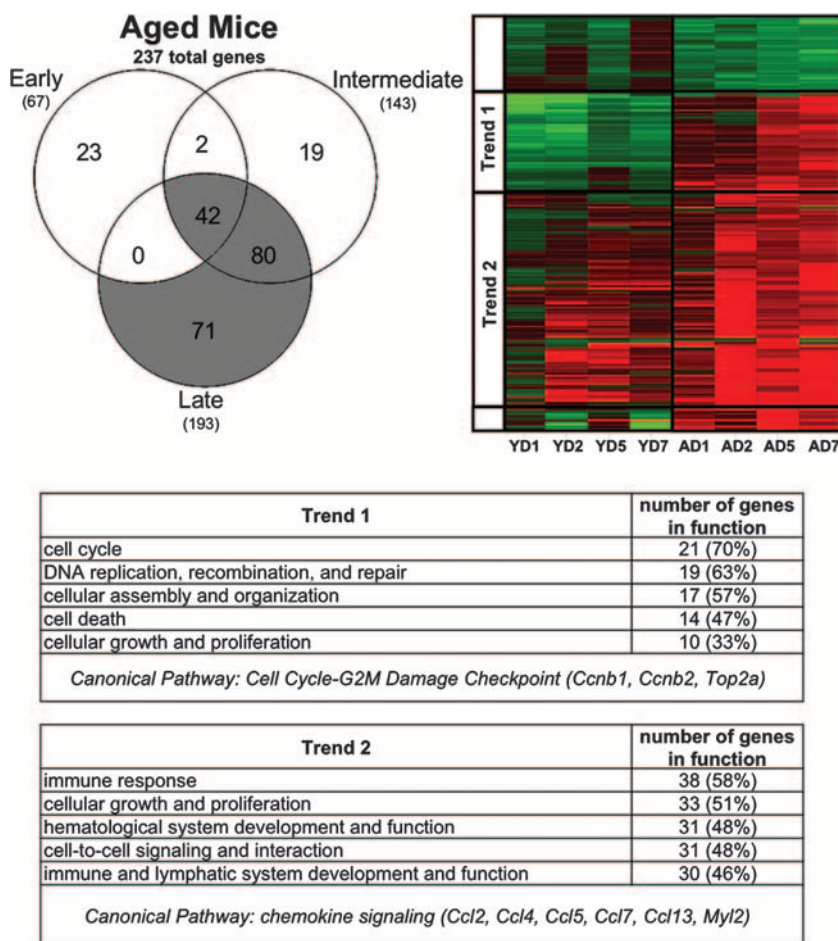 Aged Mice
237 total genes
Early
(67)
Intermediate
(143)
23
2
19
42
0
80
71
Late
(193)
Trend 1
Trend 2
YD1 YD2 YD5 YD7 AD1 AD2 AD5 AD7
Trend 1
number of genes
in function
cell cycle 21 (70%)
DNA replication, recombination, and repair 19 (63%)
cellular assembly and organization 17 (57%)
cell death 14 (47%)
cellular growth and proliferation 10 (33%)
Canonical Pathway: Cell Cycle-G2M Damage Checkpoint (Ccnb1, Ccnb2, Top2a)
Trend 2
number of genes
in function
immune response 38 (58%)
cellular growth and proliferation 33 (51%)
hematological system development and function 31 (48%)
cell-to-cell signaling and interaction 31 (48%)
immune and lymphatic system development and function 30 (46%)
Canonical Pathway: chemokine signaling (Ccl2, Ccl4, Ccl5, Ccl7, Ccl13, Myl2)